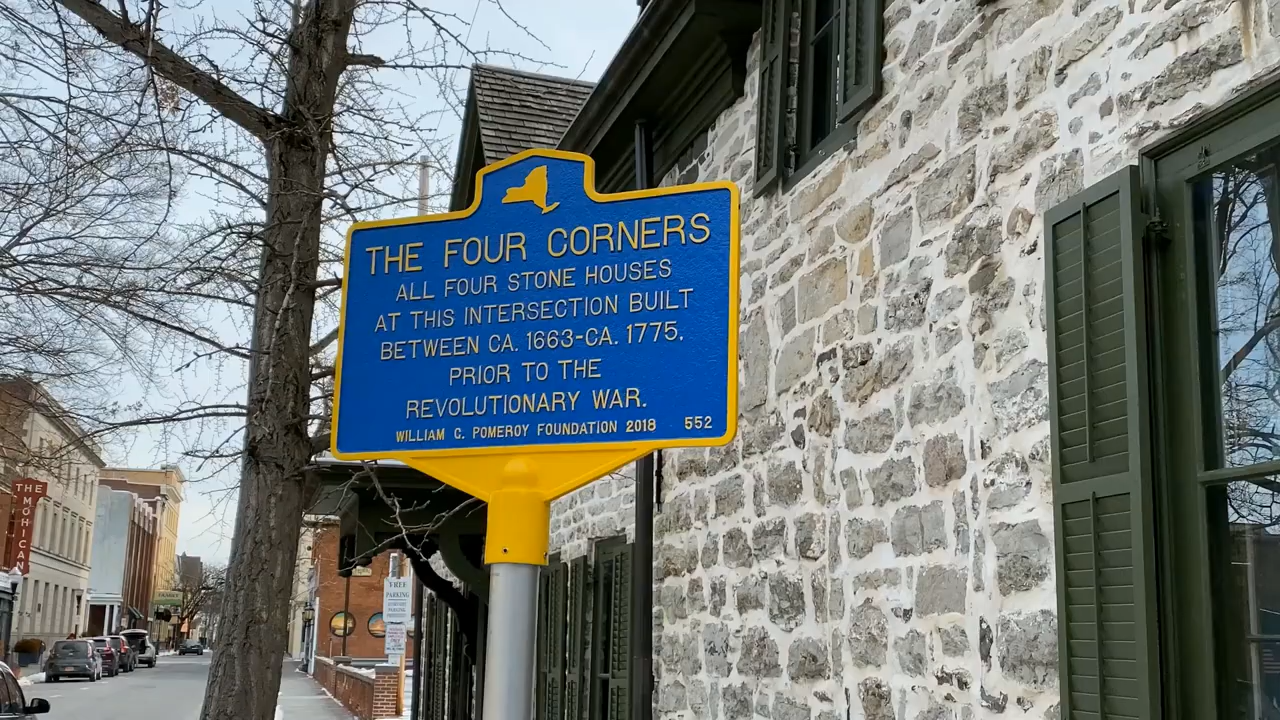 THE FOUR CORNERS
ALL FOUR STONE HOUSES
AT THIS INTERSECTION BUILT
BETWEEN CA. 1663-CA. 1775,
PRIOR TO THE
REVOLUTIONARY WAR.
WILLIAM G. POMEROY FOUNDATION 2018 552
THE MOHICAN
FREE
PARKING